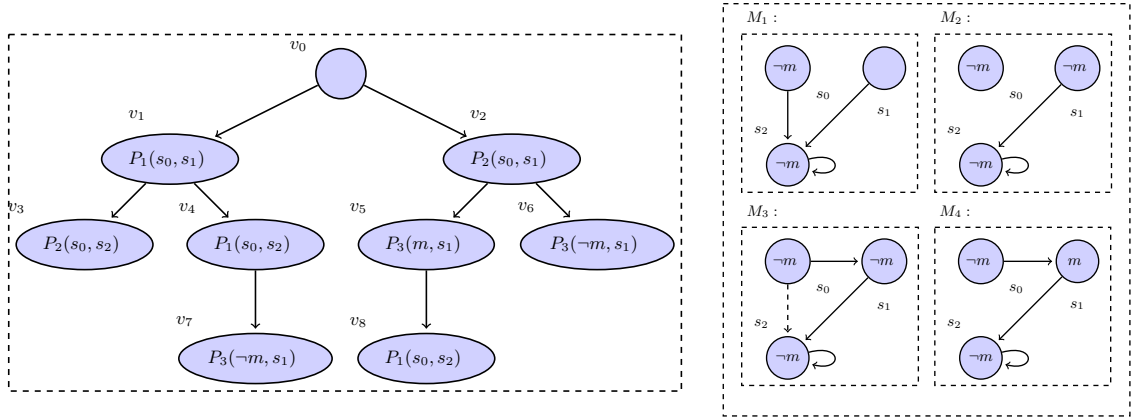 v₀
v₁ v₂
P₁(s₀, s₁) P₂(s₀, s₁)
v₃ v₄ v₅ v₆
P₂(s₀, s₂) P₁(s₀, s₂) P₃(m, s₁) P₃(¬m, s₁)
v₇ v₈
P₃(¬m, s₁) P₁(s₀, s₂)
M₁ : M₂ :
¬m ¬m ¬m
s₀ s₀
s₁ s₁
s₂ s₂
¬m ¬m
M₃ : M₄ :
¬m ¬m ¬m m
s₀ s₀
s₁ s₁
s₂ s₂
¬m ¬m